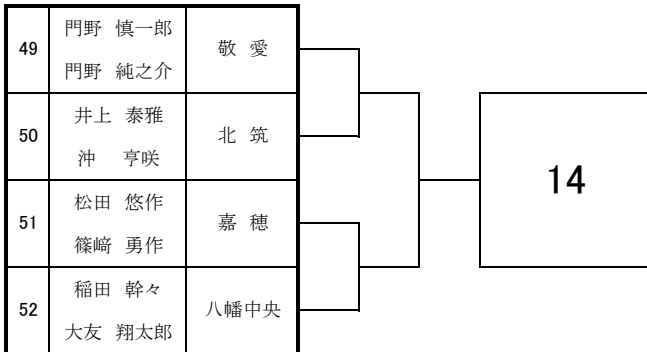 49 門野 慎一郎 敬 愛
門野 純之介
50 井上 泰雅 北 筑
沖 亨咲
51 松田 悠作 嘉 穂
篠﨑 勇作
52 稲田 幹々 八幡中央
大友 翔太郎
14